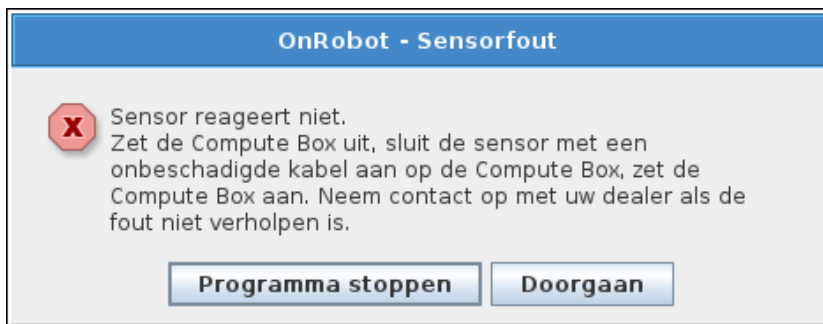 OnRobot - Sensorfout
Sensor reageert niet.
Zet de Compute Box uit, sluit de sensor met een
onbeschadigde kabel aan op de Compute Box, zet de
Compute Box aan. Neem contact op met uw dealer als de
fout niet verholpen is.
Programma stoppen Doorgaan